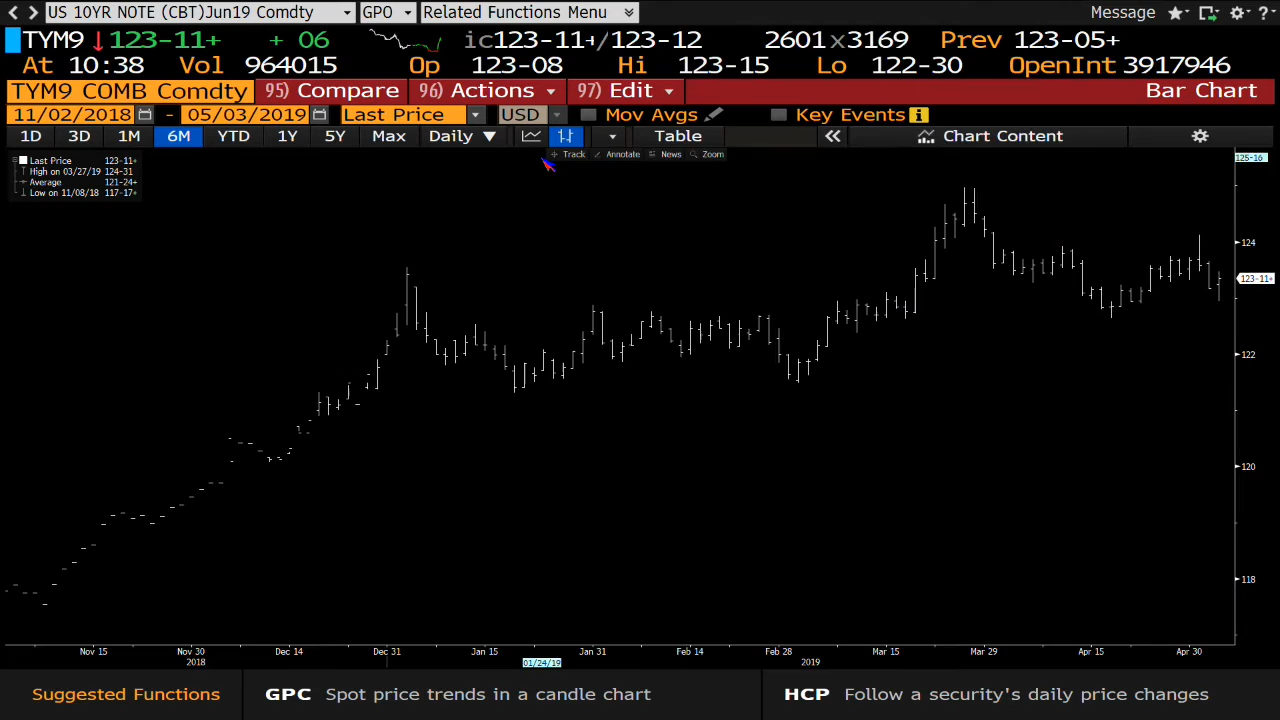 US 10YR NOTE (CBT)Jun19 Comdty GPO Related Functions Menu Message ?
TYM9 ↓123-11+ + 06 ic123-11+/123-12 2601x3169 Prev 123-05+
At 10:38 Vol 964015 Op 123-08 Hi 123-15 Lo 122-30 OpenInt 3917946
TYM9 COMB Comdty 95) Compare 96) Actions 97) Edit Bar Chart
11/02/2018 - 05/03/2019 Last Price USD Mov Avgs Key Events i
1D 3D 1M 6M YTD 1Y 5Y Max Daily ▼ Table « Chart Content
Track Annotate News Zoom
Last Price 123-11+
High on 03/27/19 124-31
Average 121-24+
Low on 11/08/18 117-17+
125-16
124
123-11+
122
120
118
Nov 15 Nov 30 Dec 14 Dec 31 Jan 15 Jan 31 Feb 14 Feb 28 Mar 15 Mar 29 Apr 15 Apr 30
2018 01/24/19 2019
Suggested Functions GPC Spot price trends in a candle chart HCP Follow a security's daily price changes